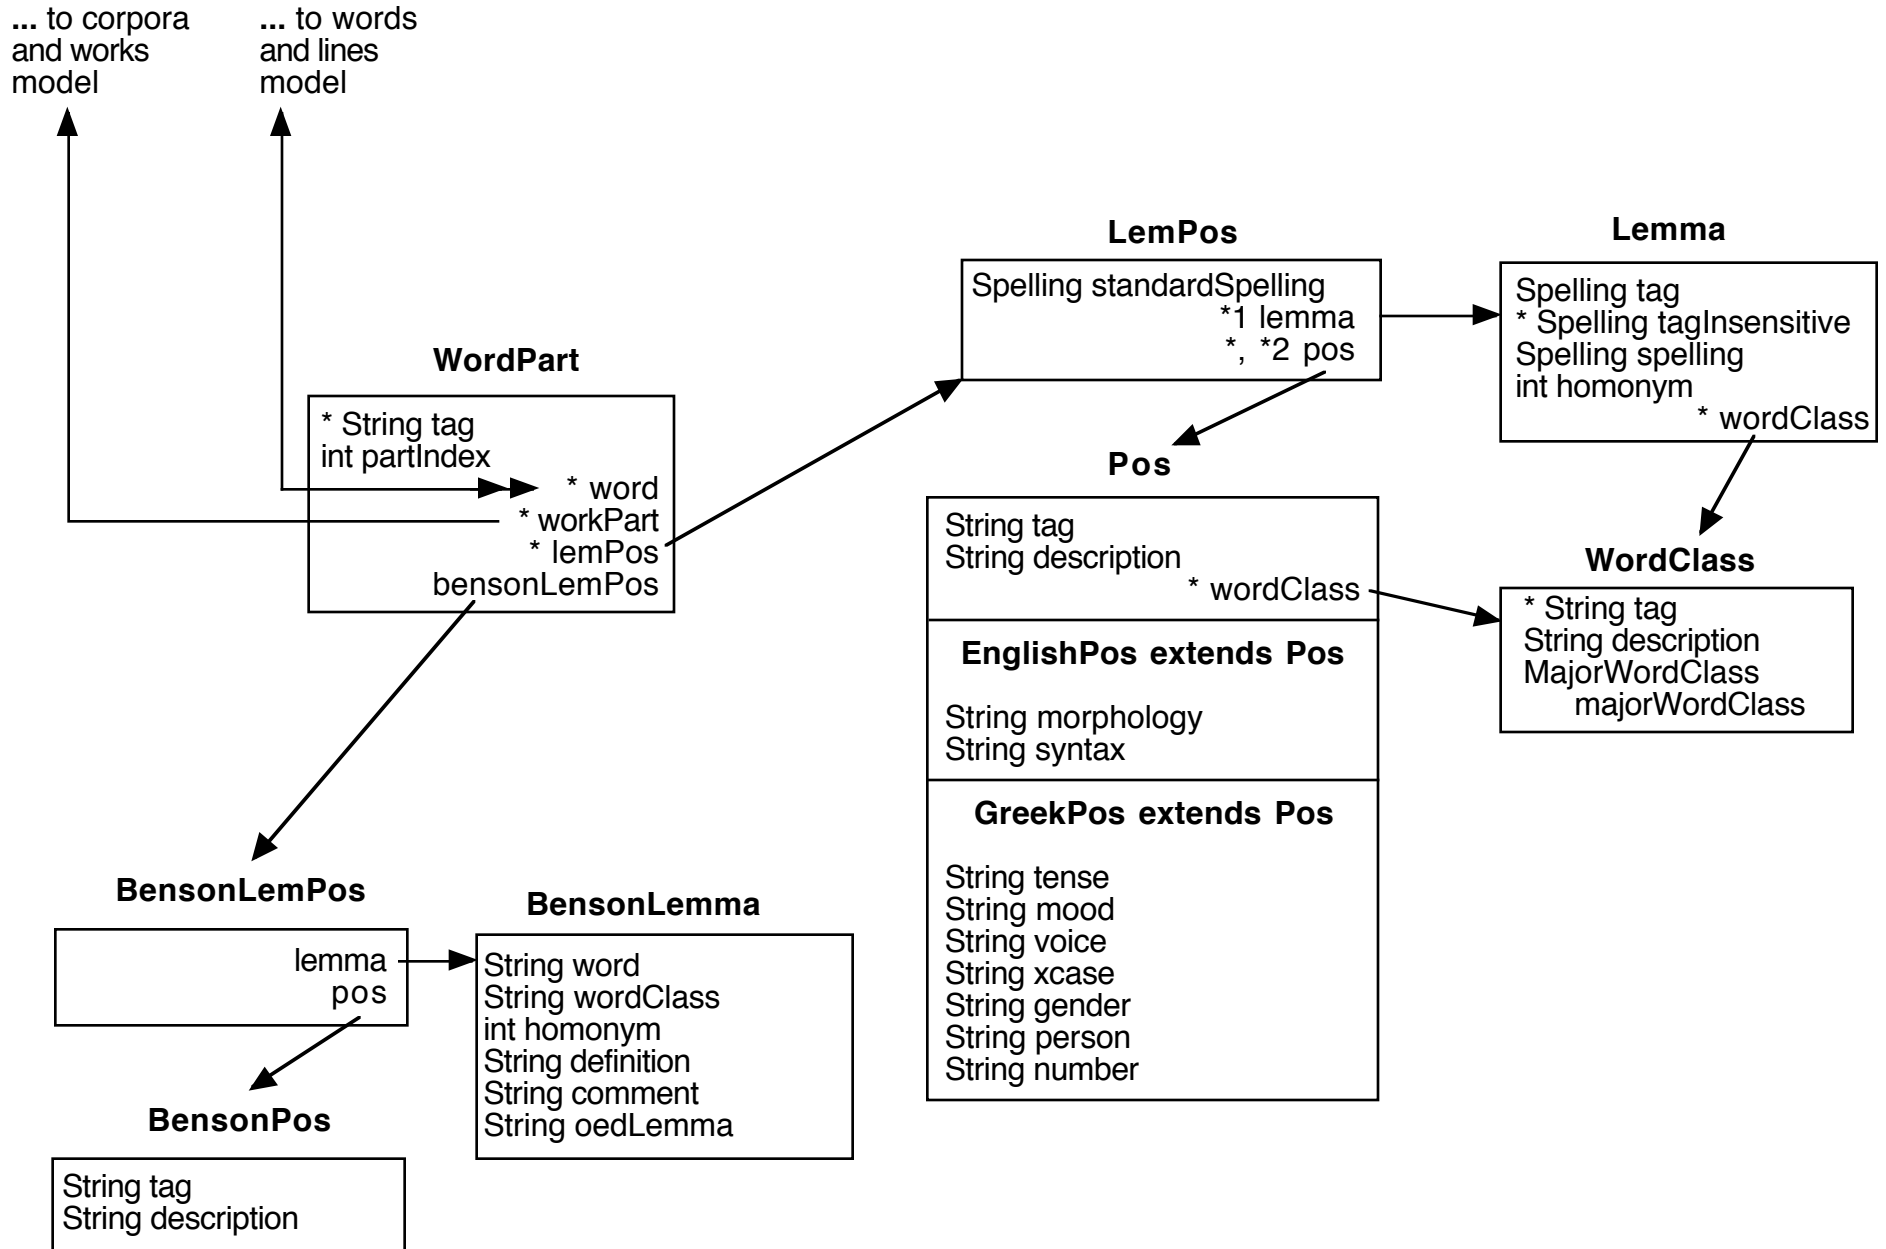 ... to corpora
and works
model
... to words
and lines
model
WordPart
* String tag
int partIndex
* word
* workPart
* lemPos
bensonLemPos
LemPos
Spelling standardSpelling
*1 lemma
*, *2 pos
Lemma
Spelling tag
* Spelling tagInsensitive
Spelling spelling
int homonym
* wordClass
Pos
String tag
String description
* wordClass
EnglishPos extends Pos
String morphology
String syntax
GreekPos extends Pos
String tense
String mood
String voice
String xcase
String gender
String person
String number
WordClass
* String tag
String description
MajorWordClass
majorWordClass
BensonLemPos
lemma
pos
BensonLemma
String word
String wordClass
int homonym
String definition
String comment
String oedLemma
BensonPos
String tag
String description